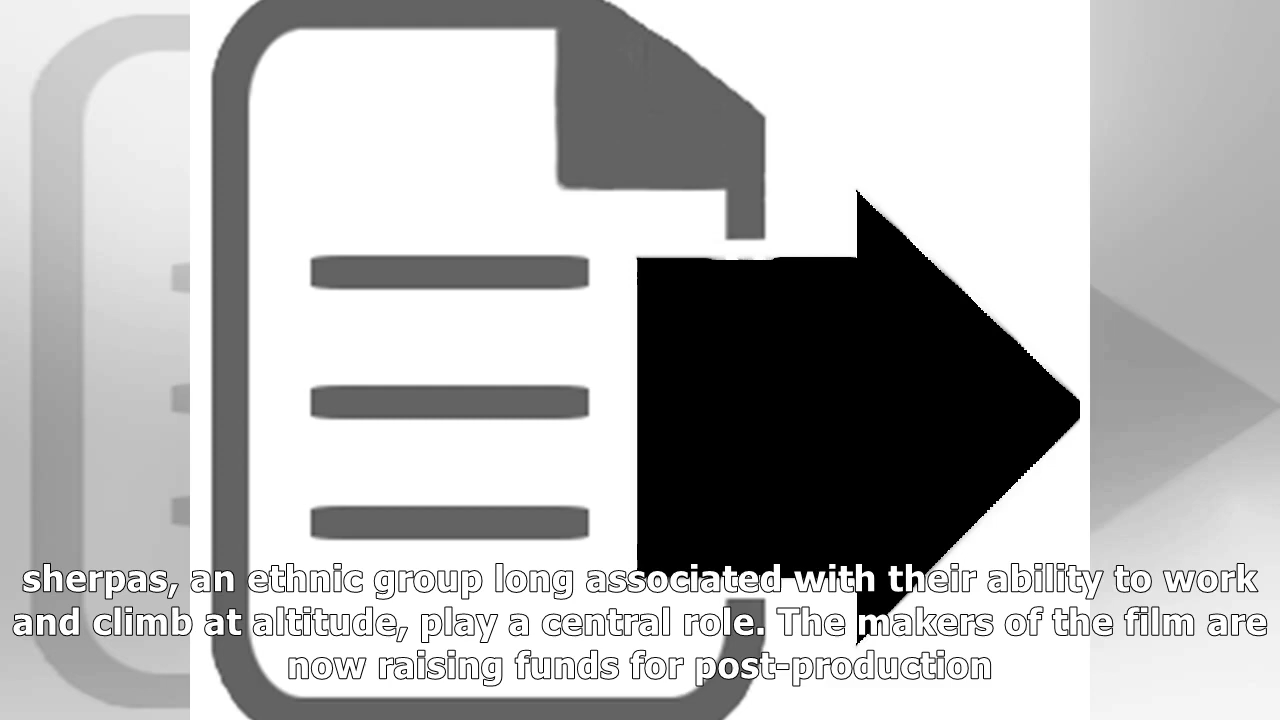 sherpas, an ethnic group long associated with their ability to work
and climb at altitude, play a central role. The makers of the film are
now raising funds for post-production